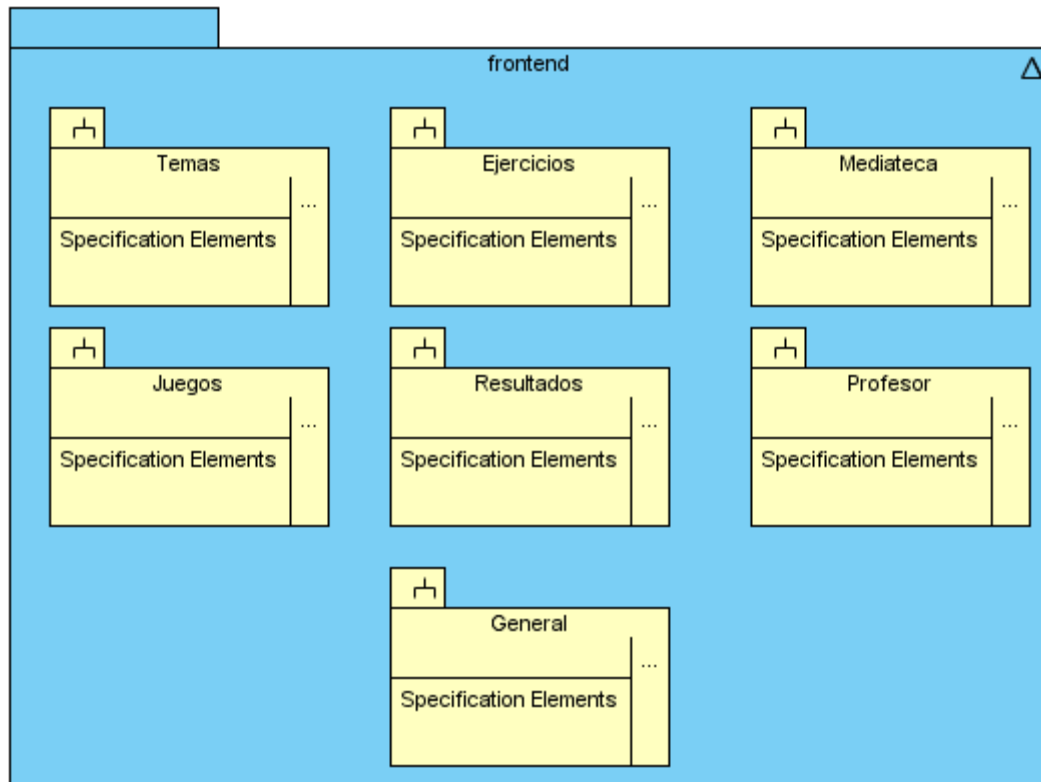 frontend
Temas
...
Specification Elements
Ejercicios
...
Specification Elements
Mediateca
...
Specification Elements
Juegos
...
Specification Elements
Resultados
...
Specification Elements
Profesor
...
Specification Elements
General
...
Specification Elements